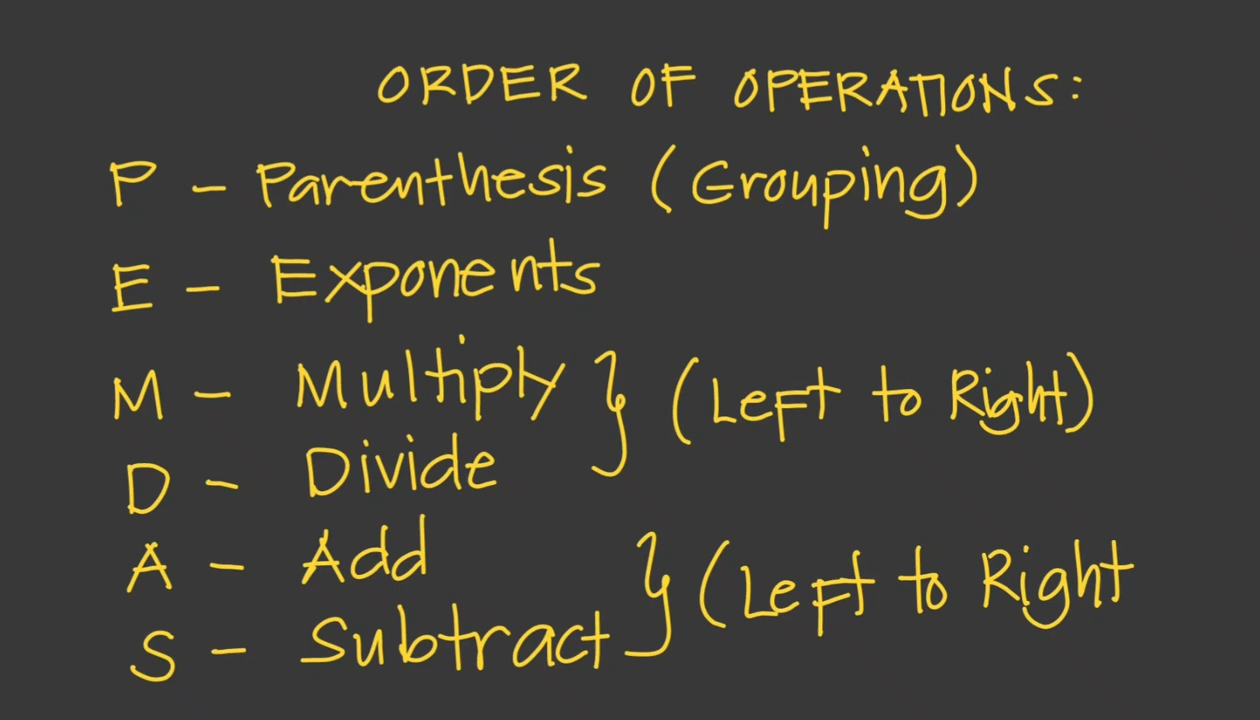 ORDER OF OPERATIONS:
P - Parenthesis (Grouping)
E - Exponents
M - Multiply } (Left to Right)
D - Divide
A - Add } (Left to Right
S - Subtract